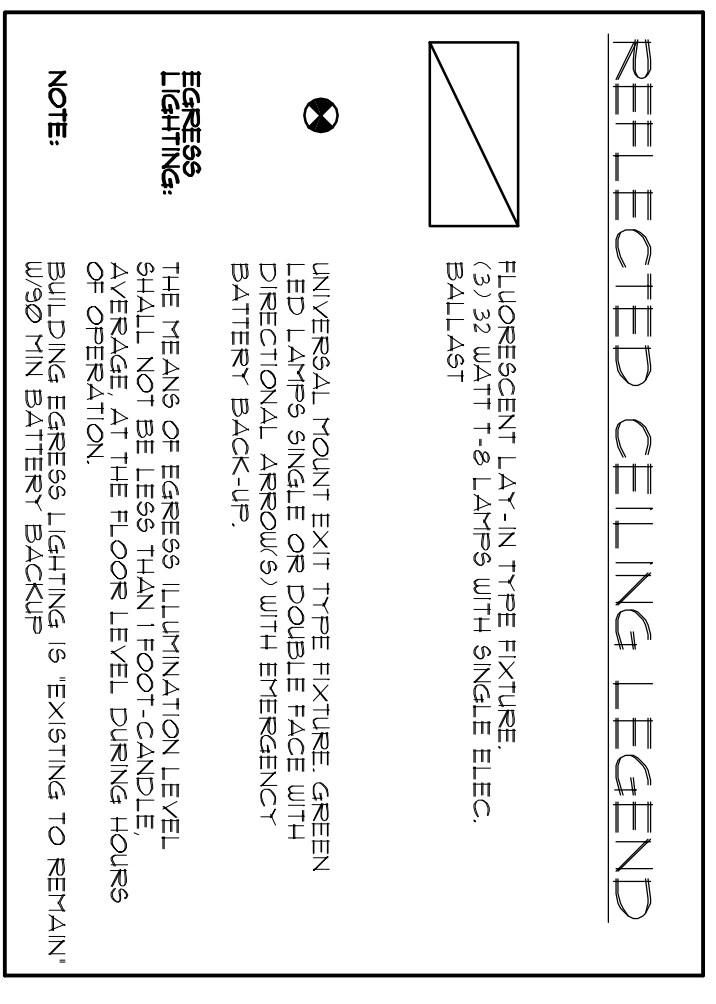 REFLECTED CEILING LEGEND
FLUORESCENT LAY-IN TYPE FIXTURE.
(3) 32 WATT T-8 LAMPS WITH SINGLE ELEC.
BALLAST
UNIVERSAL MOUNT EXIT TYPE FIXTURE. GREEN
LED LAMPS SINGLE OR DOUBLE FACE WITH
DIRECTIONAL ARROW(S) WITH EMERGENCY
BATTERY BACK-UP.
EGRESS
LIGHTING:
THE MEANS OF EGRESS ILLUMINATION LEVEL
SHALL NOT BE LESS THAN 1 FOOT-CANDLE,
AVERAGE, AT THE FLOOR LEVEL DURING HOURS
OF OPERATION.
NOTE:
BUILDING EGRESS LIGHTING IS "EXISTING TO REMAIN"
W/90 MIN BATTERY BACKUP